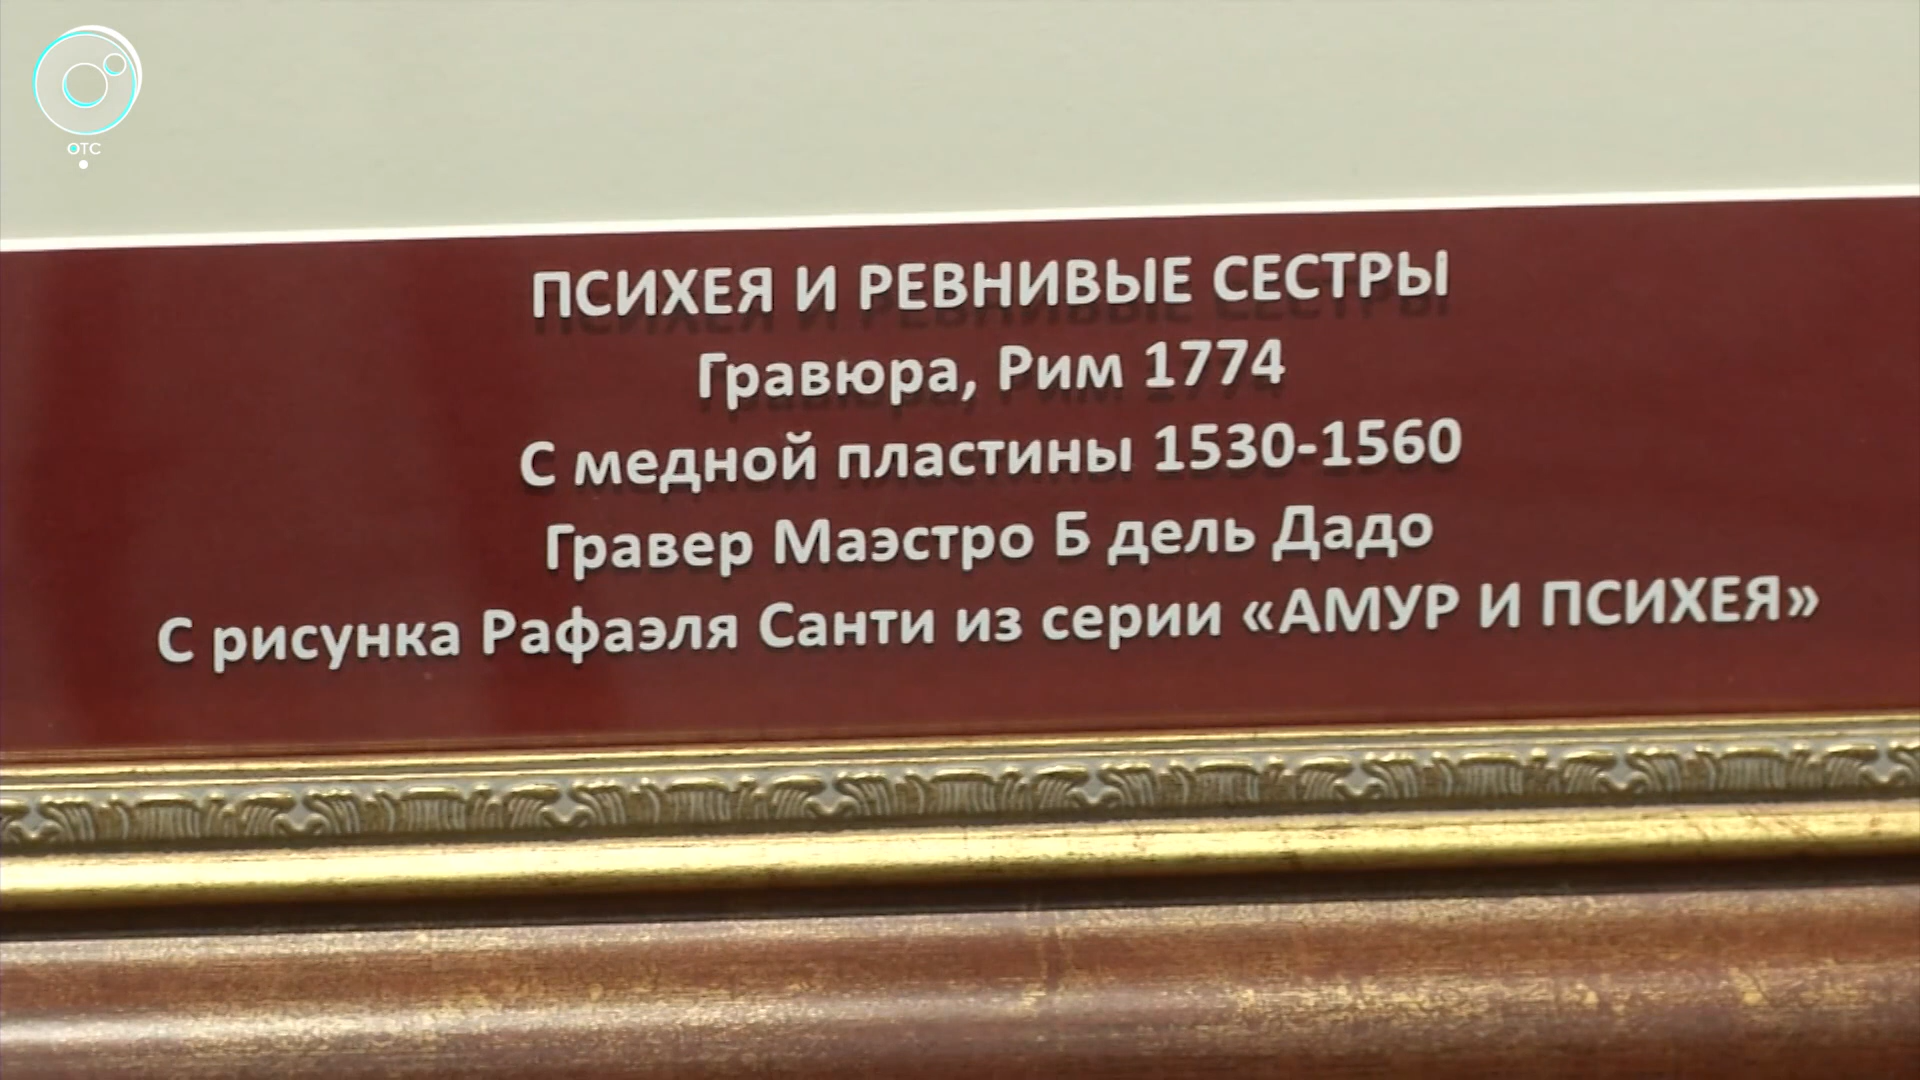 ОТС
ПСИХЕЯ И РЕВНИВЫЕ СЕСТРЫ
Гравюра, Рим 1774
С медной пластины 1530-1560
Гравер Маэстро Б дель Дадо
С рисунка Рафаэля Санти из серии «АМУР И ПСИХЕЯ»